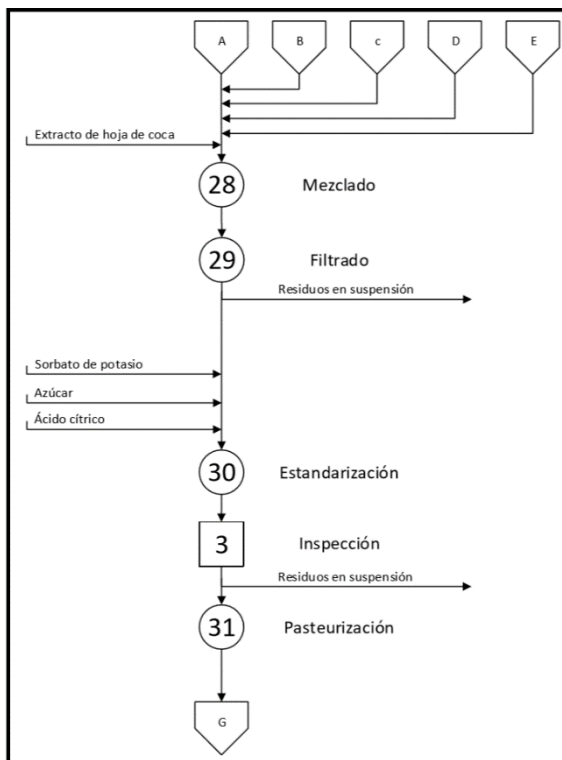 A
B
c
D
E
Extracto de hoja de coca
28
Mezclado
29
Filtrado
Residuos en suspensión
Sorbato de potasio
Azúcar
Ácido cítrico
30
Estandarización
3
Inspección
Residuos en suspensión
31
Pasteurización
G